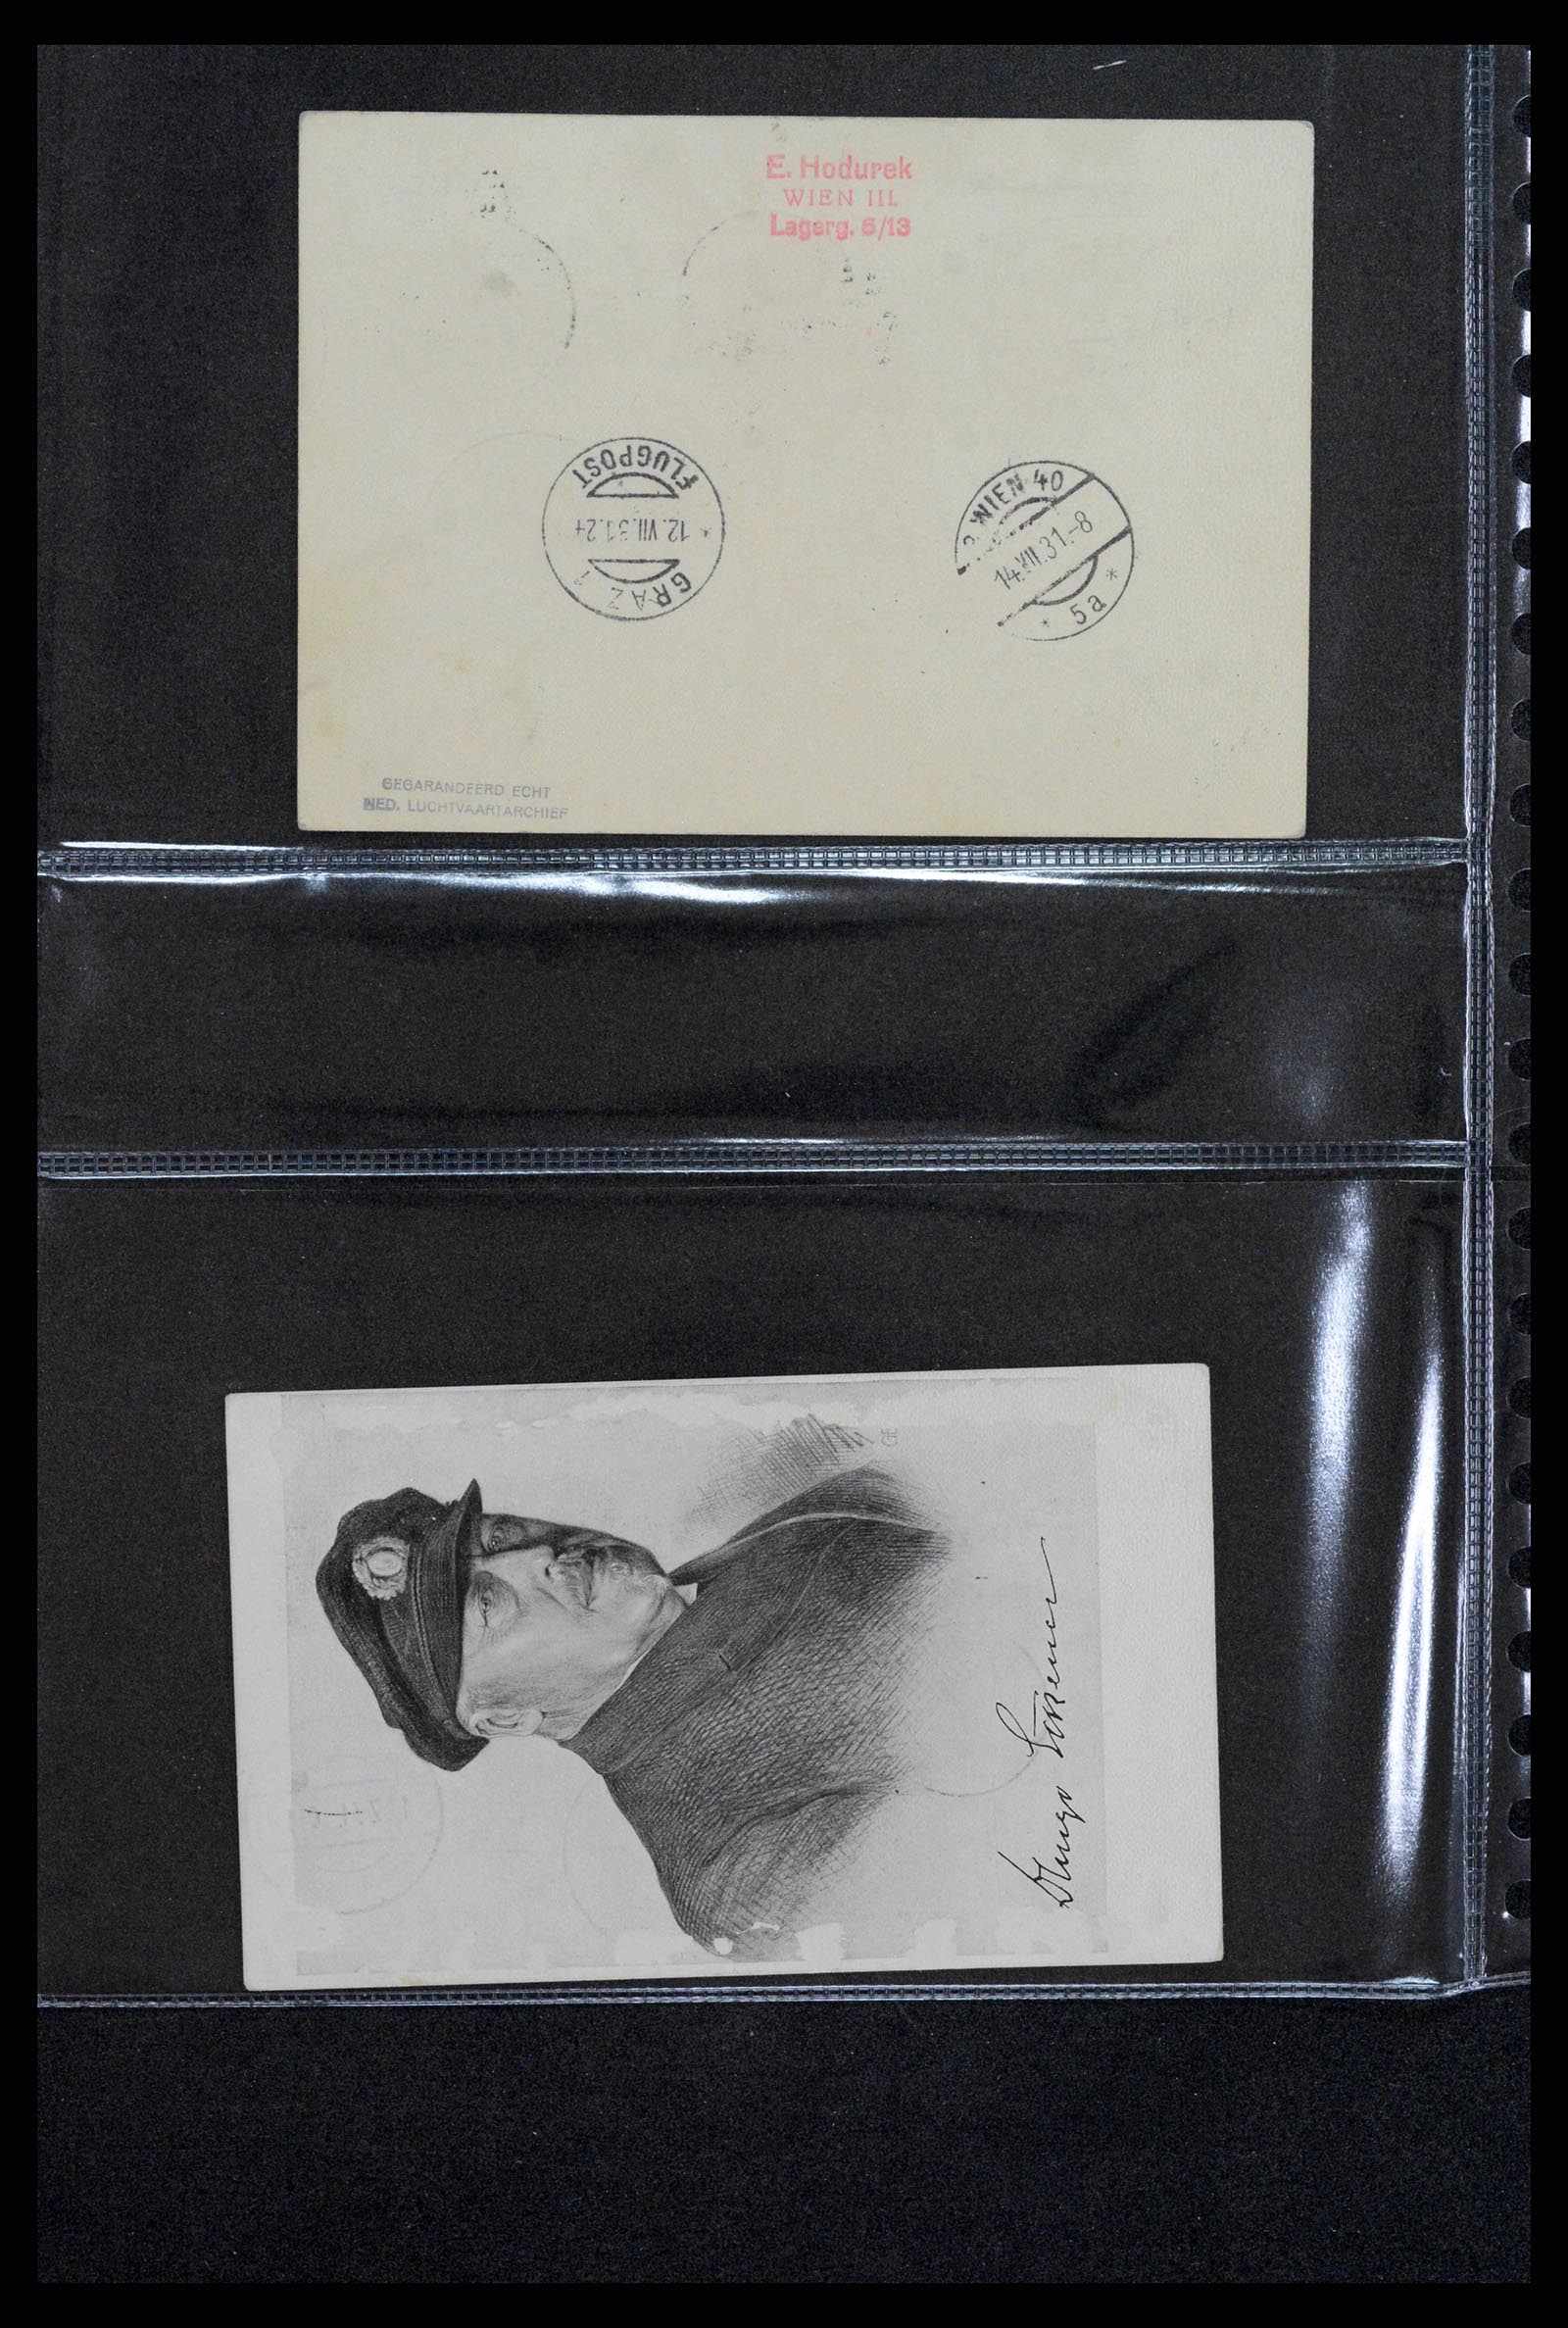 E. Hodurek
WIEN III.
Lagerg. 6/13
FLUGPOST
12. VII. 31. 2
GRAZ 1
WIEN 40
14. VII. 31. -8
* 5a *
GEGARANDEERD ECHT
NED. LUCHTVAARTARCHIEF
Hugo Eckener